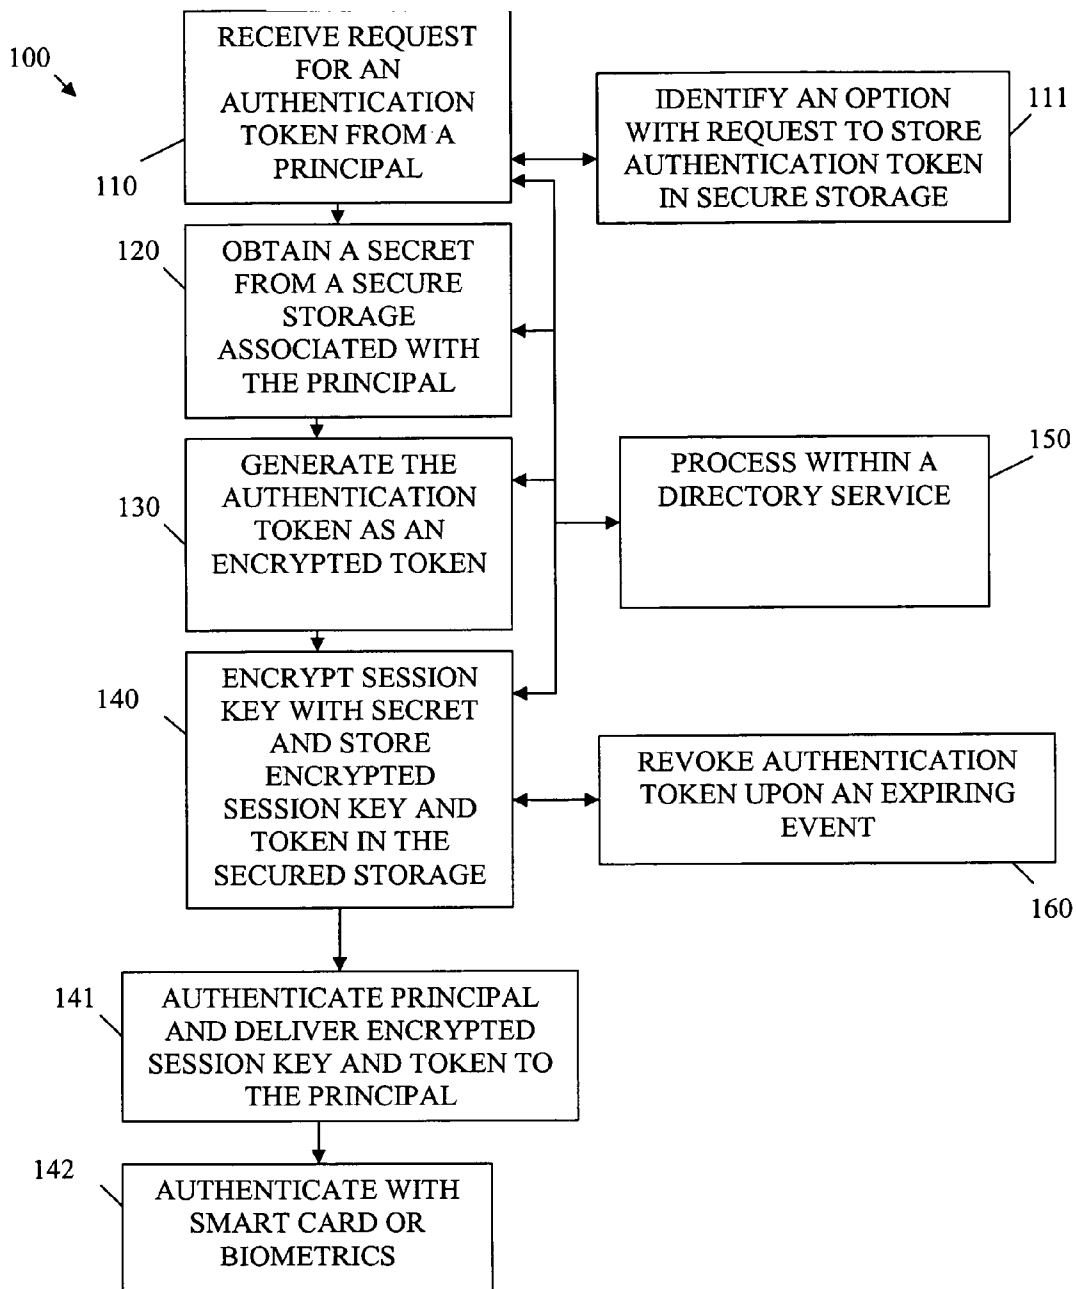 100
RECEIVE REQUEST
FOR AN
AUTHENTICATION
TOKEN FROM A
PRINCIPAL
110
IDENTIFY AN OPTION
WITH REQUEST TO STORE
AUTHENTICATION TOKEN
IN SECURE STORAGE
111
120
OBTAIN A SECRET
FROM A SECURE
STORAGE
ASSOCIATED WITH
THE PRINCIPAL
130
GENERATE THE
AUTHENTICATION
TOKEN AS AN
ENCRYPTED TOKEN
PROCESS WITHIN A
DIRECTORY SERVICE
150
140
ENCRYPT SESSION
KEY WITH SECRET
AND STORE
ENCRYPTED
SESSION KEY AND
TOKEN IN THE
SECURED STORAGE
REVOKE AUTHENTICATION
TOKEN UPON AN EXPIRING
EVENT
160
141
AUTHENTICATE PRINCIPAL
AND DELIVER ENCRYPTED
SESSION KEY AND TOKEN TO
THE PRINCIPAL
142
AUTHENTICATE WITH
SMART CARD OR
BIOMETRICS